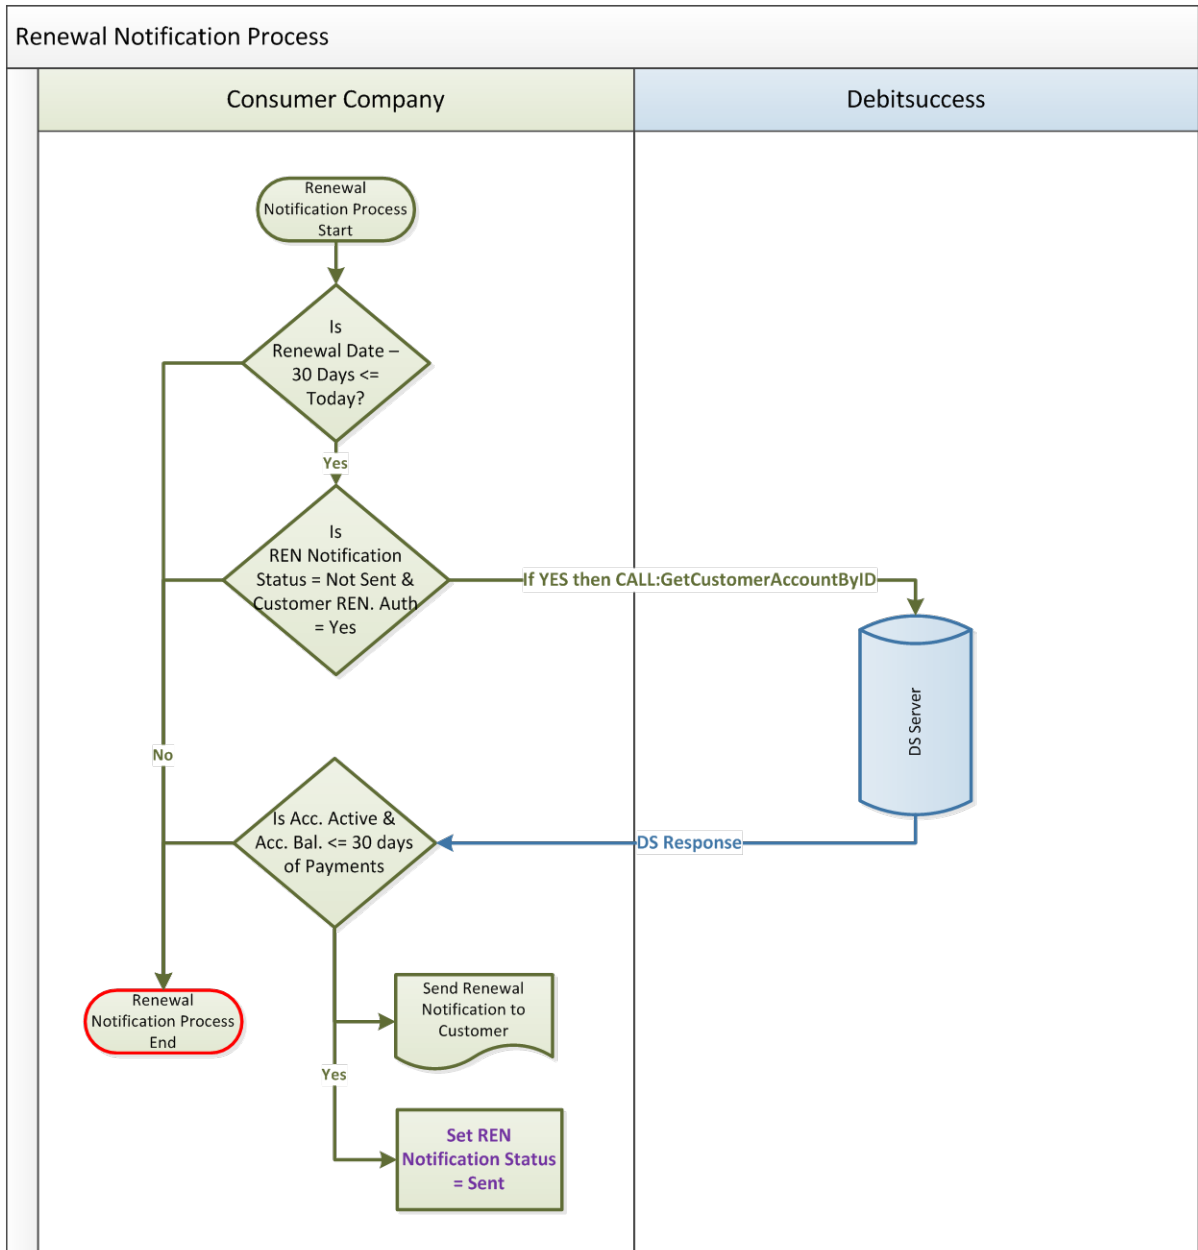 Renewal Notification Process
Consumer Company
Debitsuccess
Renewal
Notification Process
Start
Is
Renewal Date –
30 Days <=
Today?
Yes
Is
REN Notification
Status = Not Sent &
Customer REN. Auth
= Yes
If YES then CALL:GetCustomerAccountByID
DS Server
No
Is Acc. Active &
Acc. Bal. <= 30 days
of Payments
DS Response
Renewal
Notification Process
End
Send Renewal
Notification to
Customer
Yes
Set REN
Notification Status
= Sent